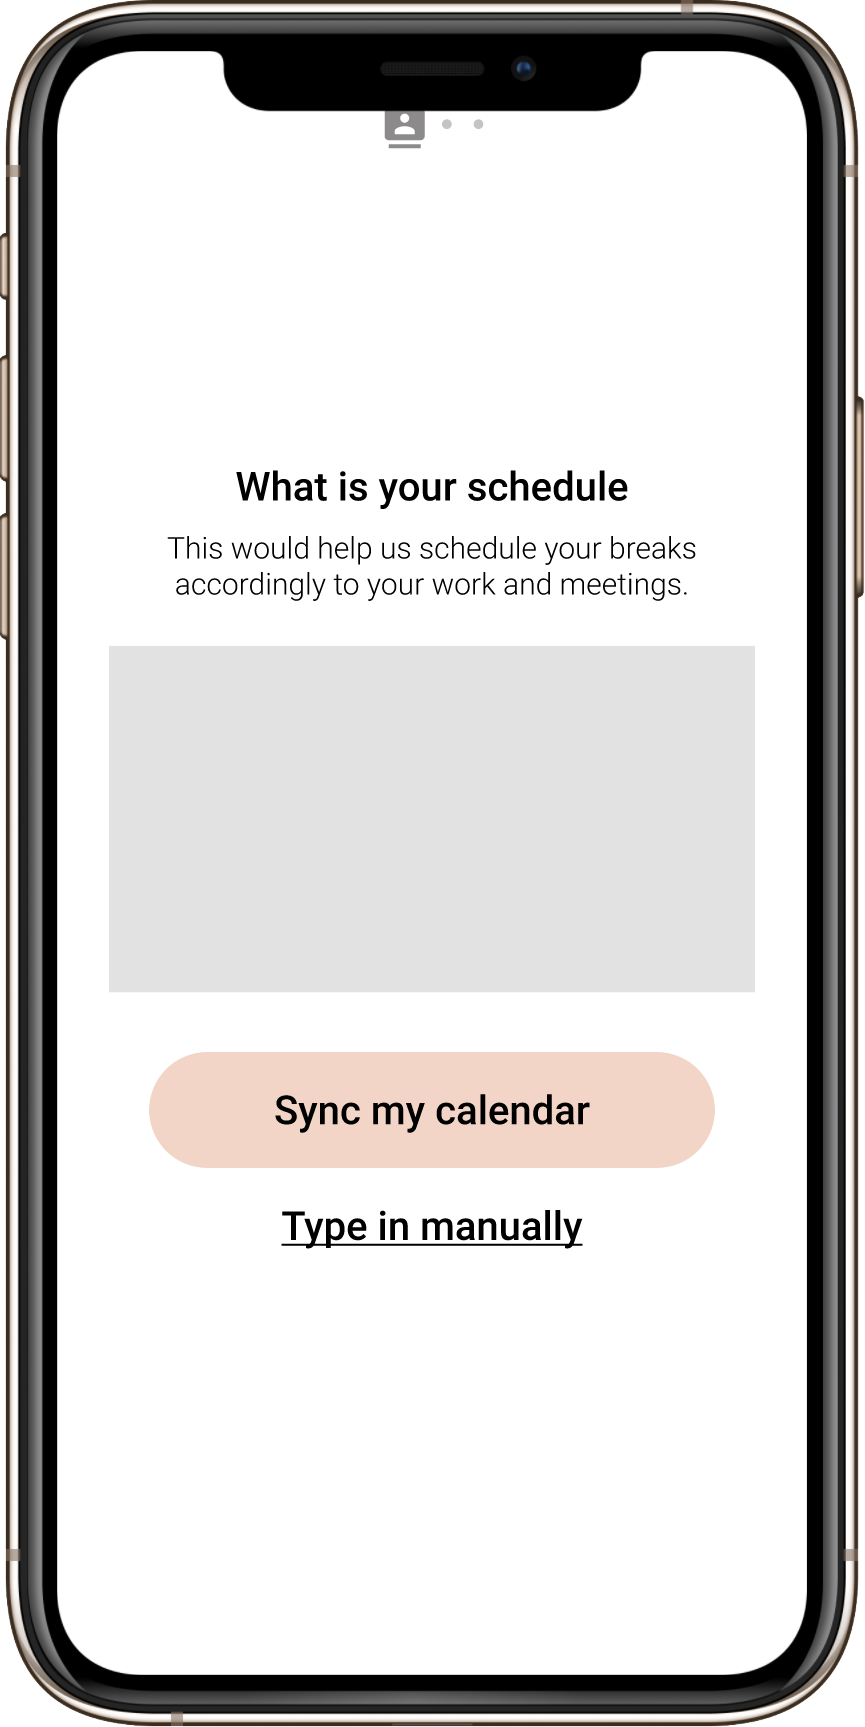 What is your schedule
This would help us schedule your breaks
accordingly to your work and meetings.
Sync my calendar
Type in manually